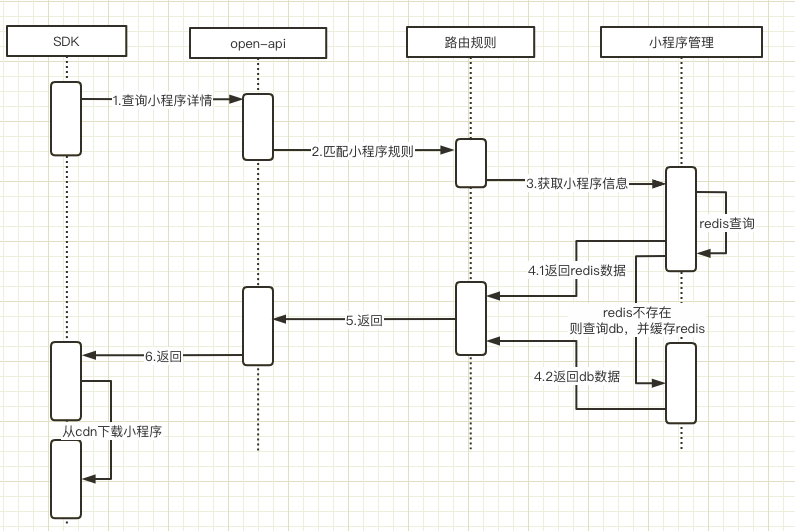 SDK
open-api
路由规则
小程序管理
1.查询小程序详情
2.匹配小程序规则
3.获取小程序信息
redis查询
4.1返回redis数据
redis不存在
则查询db，并缓存redis
5.返回
6.返回
4.2返回db数据
从cdn下载小程序